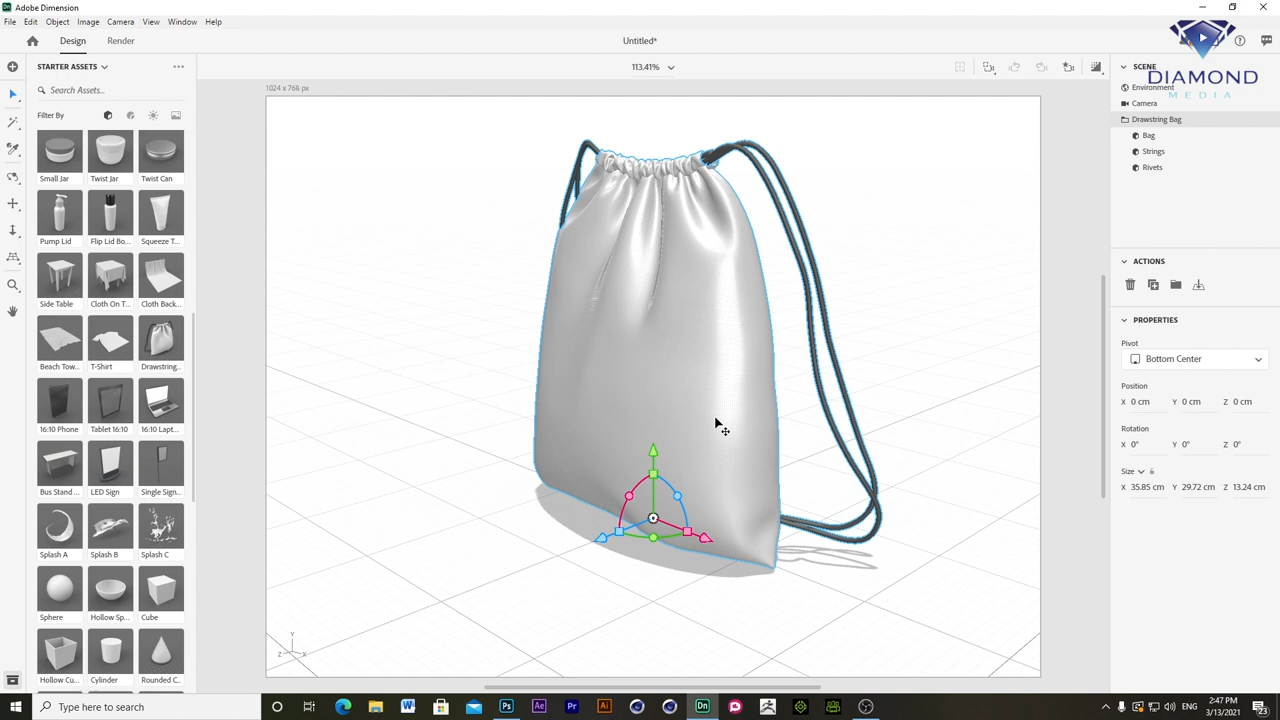 Adobe Dimension
File Edit Object Image Camera View Window Help
Design Render
Untitled*
STARTER ASSETS
Search Assets...
Filter By
Small Jar Twist Jar Twist Can
Pump Lid Flip Lid Bo... Squeeze T...
Side Table Cloth On T... Cloth Back...
Beach Tow... T-Shirt Drawstring...
16:10 Phone Tablet 16:10 16:10 Lapt...
Bus Stand ... LED Sign Single Sign...
Splash A Splash B Splash C
Sphere Hollow Sp... Cube
Hollow Cu... Cylinder Rounded C...
113.41%
1024 x 768 px
Y
Z X
DIAMOND
MEDIA
SCENE
Environment
Camera
Drawstring Bag
Bag
Strings
Rivets
ACTIONS
PROPERTIES
Pivot
Bottom Center
Position
X 0 cm Y 0 cm Z 0 cm
Rotation
X 0° Y 0° Z 0°
Size
X 35.85 cm Y 29.72 cm Z 13.24 cm
Type here to search
Ps Ae Pr Ai Dn
2:47 PM
3/13/2021
23